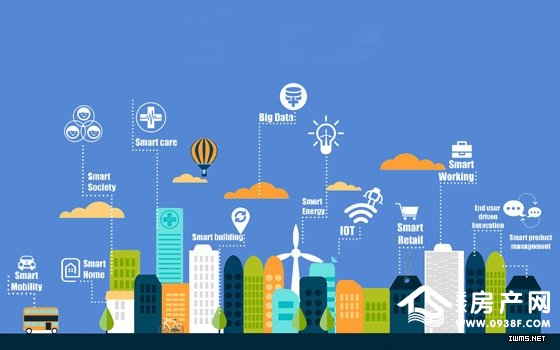 Big Data
Smart care
Smart
Working
Smart
Society
Smart
Energy
End user
driven
Innovation
Smart product
management
Smart building
IOT
Smart
Retail
Smart
Home
Smart
Mobility
房产网
www.0938F.com
IWMS.NET